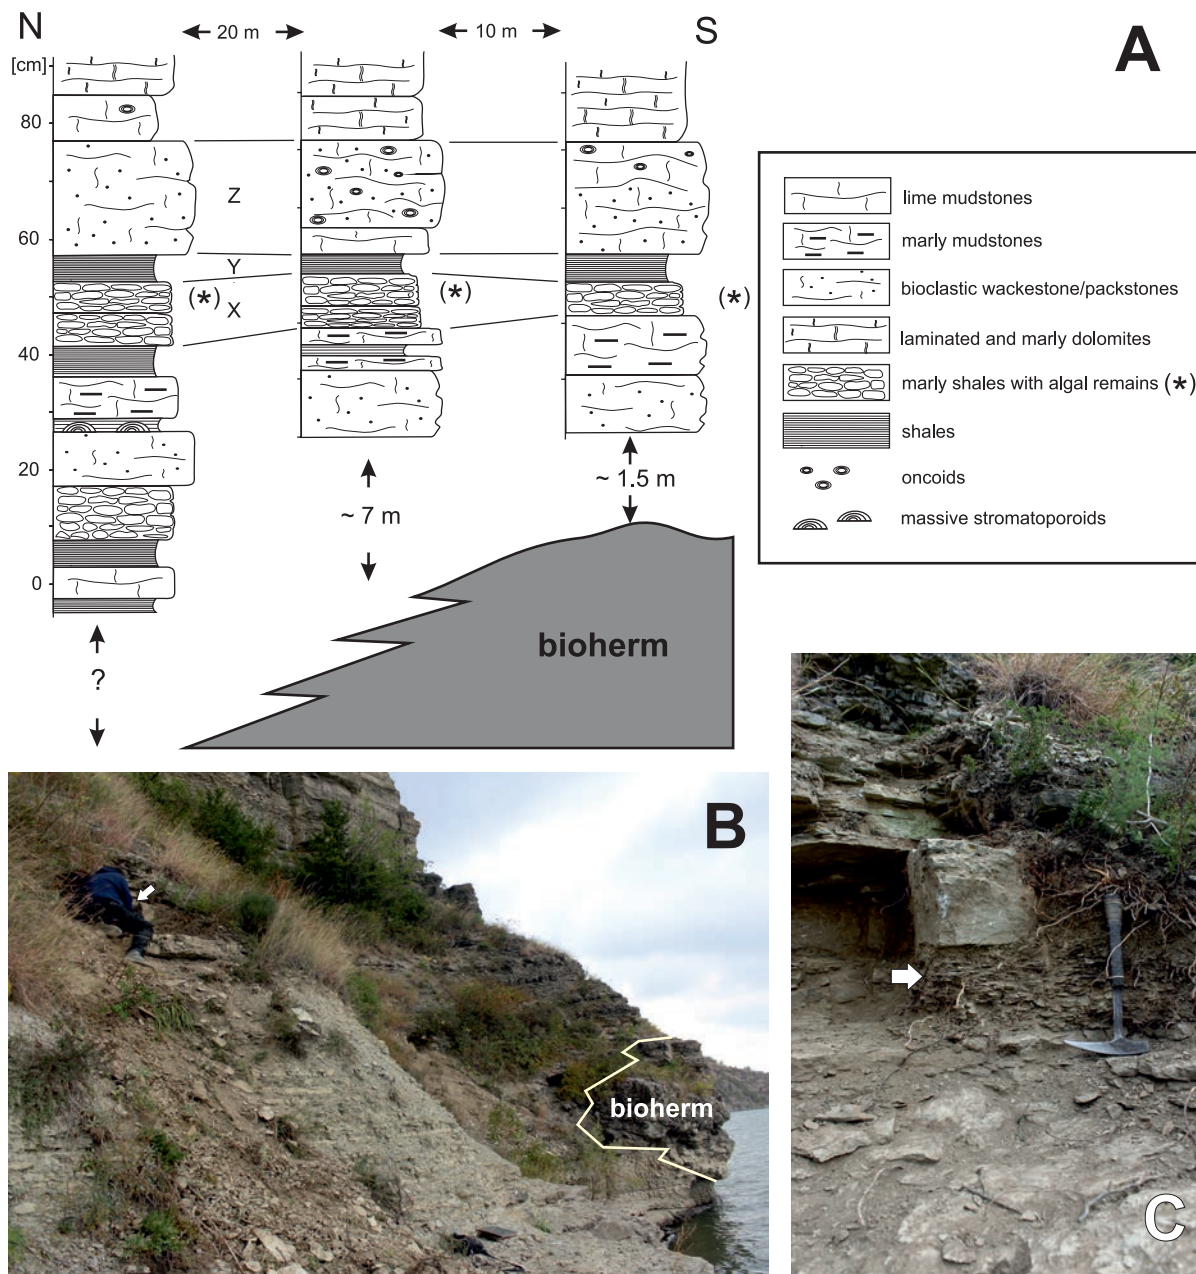 N
20 m
10 m
S
A
[cm]
80
60
40
20
0
Z
Y
X
(*)
(*)
(*)
~ 7 m
~ 1.5 m
?
bioherm
lime mudstones
marly mudstones
bioclastic wackestone/packstones
laminated and marly dolomites
marly shales with algal remains (*)
shales
oncoids
massive stromatoporoids
B
bioherm
C